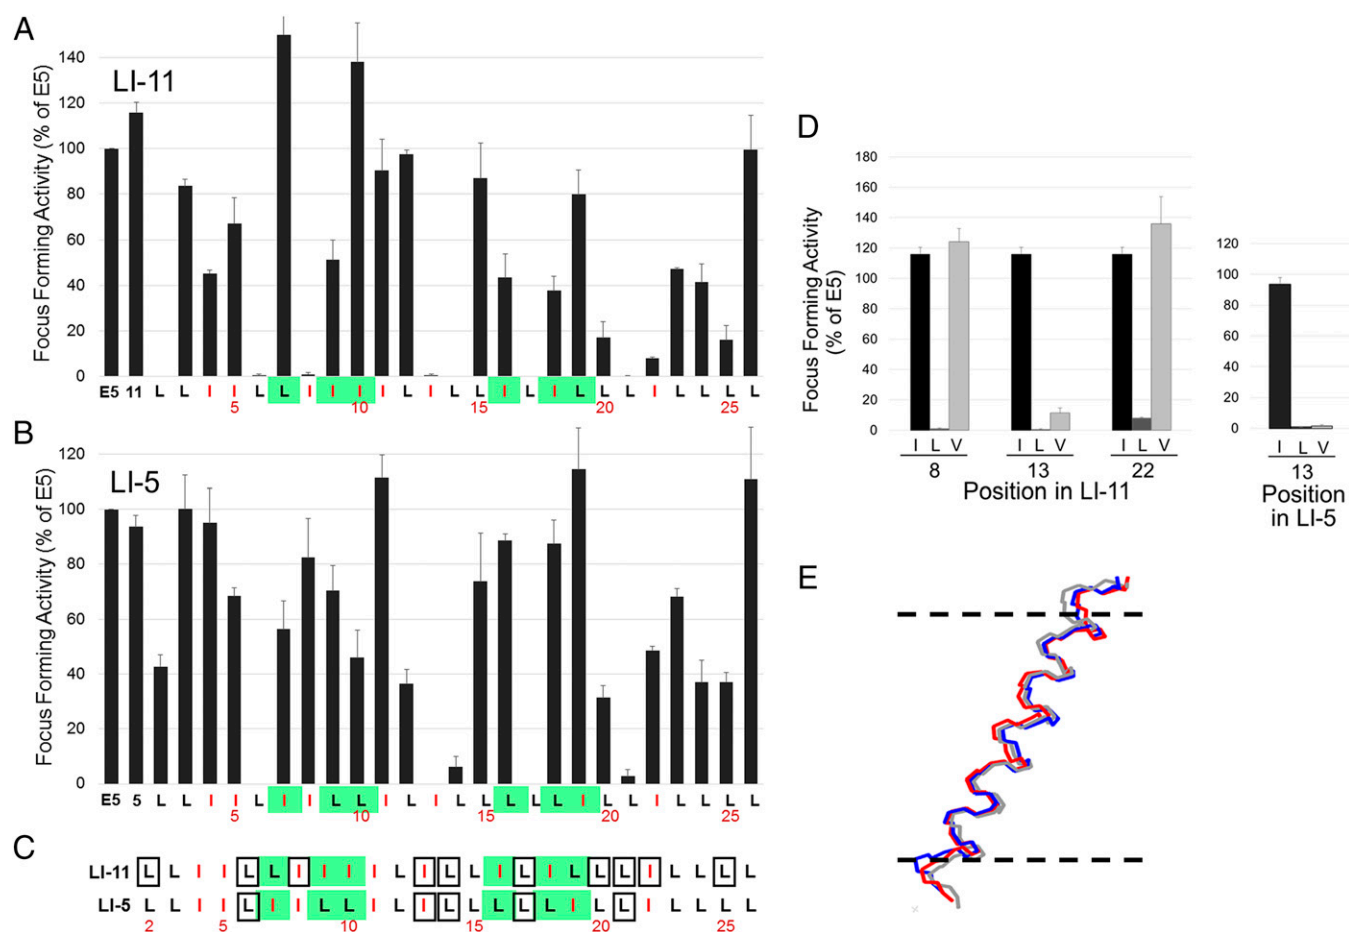 A
LI-11
Focus Forming Activity (% of E5)
140
120
100
80
60
40
20
0
E5 11 L L I I L L I I I I L I L L I L I L L L I L L L L
5 10 15 20 25
B
LI-5
Focus Forming Activity (% of E5)
120
100
80
60
40
20
0
E5 5 L L I I L I I L L I L I L L L L L I L L I L L L L
5 10 15 20 25
C
LI-11 L L I I L L I I I I L I L L I L I L L L I L L L L
LI-5 L L I I L I I L L I L I L L L L L I L L I L L L L
2 5 10 15 20 25
D
Focus Forming Activity
(% of E5)
180
160
140
120
100
80
60
40
20
0
I L V I L V I L V
8 13 22
Position in LI-11
120
100
80
60
40
20
0
I L V
13
Position
in LI-5
E